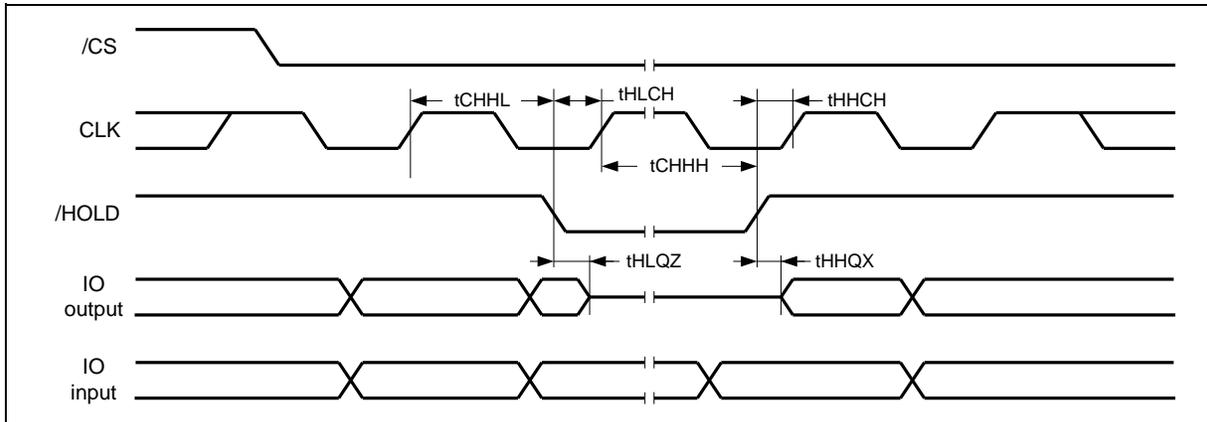 /CS
tCHHL
tHLCH
tHHCH
CLK
tCHHH
/HOLD
tHLQZ
tHHQX
IO
output
IO
input